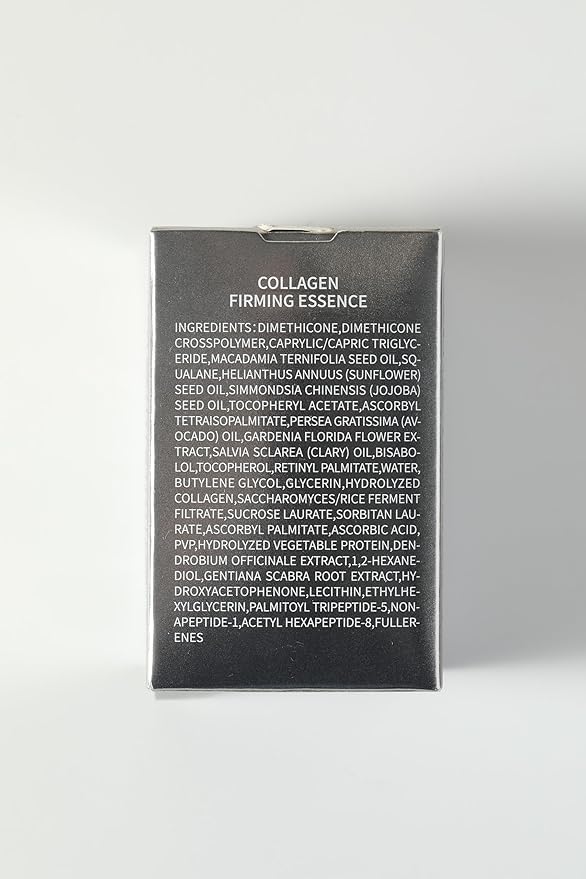 COLLAGEN
FIRMING ESSENCE
INGREDIENTS:DIMETHICONE,DIMETHICONE
CROSSPOLYMER,CAPRYLIC/CAPRIC TRIGLYC-
ERIDE,MACADAMIA TERNIFOLIA SEED OIL,SQ-
UALANE,HELIANTHUS ANNUUS (SUNFLOWER)
SEED OIL,SIMMONDSIA CHINENSIS (JOJOBA)
SEED OIL,TOCOPHERYL ACETATE,ASCORBYL
TETRAISOPALMITATE,PERSEA GRATISSIMA (AV-
OCADO) OIL,GARDENIA FLORIDA FLOWER EX-
TRACT,SALVIA SCLAREA (CLARY) OIL,BISABO-
LOL,TOCOPHEROL,RETINYL PALMITATE,WATER,
BUTYLENE GLYCOL,GLYCERIN,HYDROLYZED
COLLAGEN,SACCHAROMYCES/RICE FERMENT
FILTRATE,SUCROSE LAURATE,SORBITAN LAU-
RATE,ASCORBYL PALMITATE,ASCORBIC ACID,
PVP,HYDROLYZED VEGETABLE PROTEIN,DEN-
DROBIUM OFFICINALE EXTRACT,1,2-HEXANE-
DIOL,GENTIANA SCABRA ROOT EXTRACT,HY-
DROXYACETOPHENONE,LECITHIN,ETHYLHE-
XYLGLYCERIN,PALMITOYL TRIPEPTIDE-5,NON-
APEPTIDE-1,ACETYL HEXAPEPTIDE-8,FULLER-
ENES